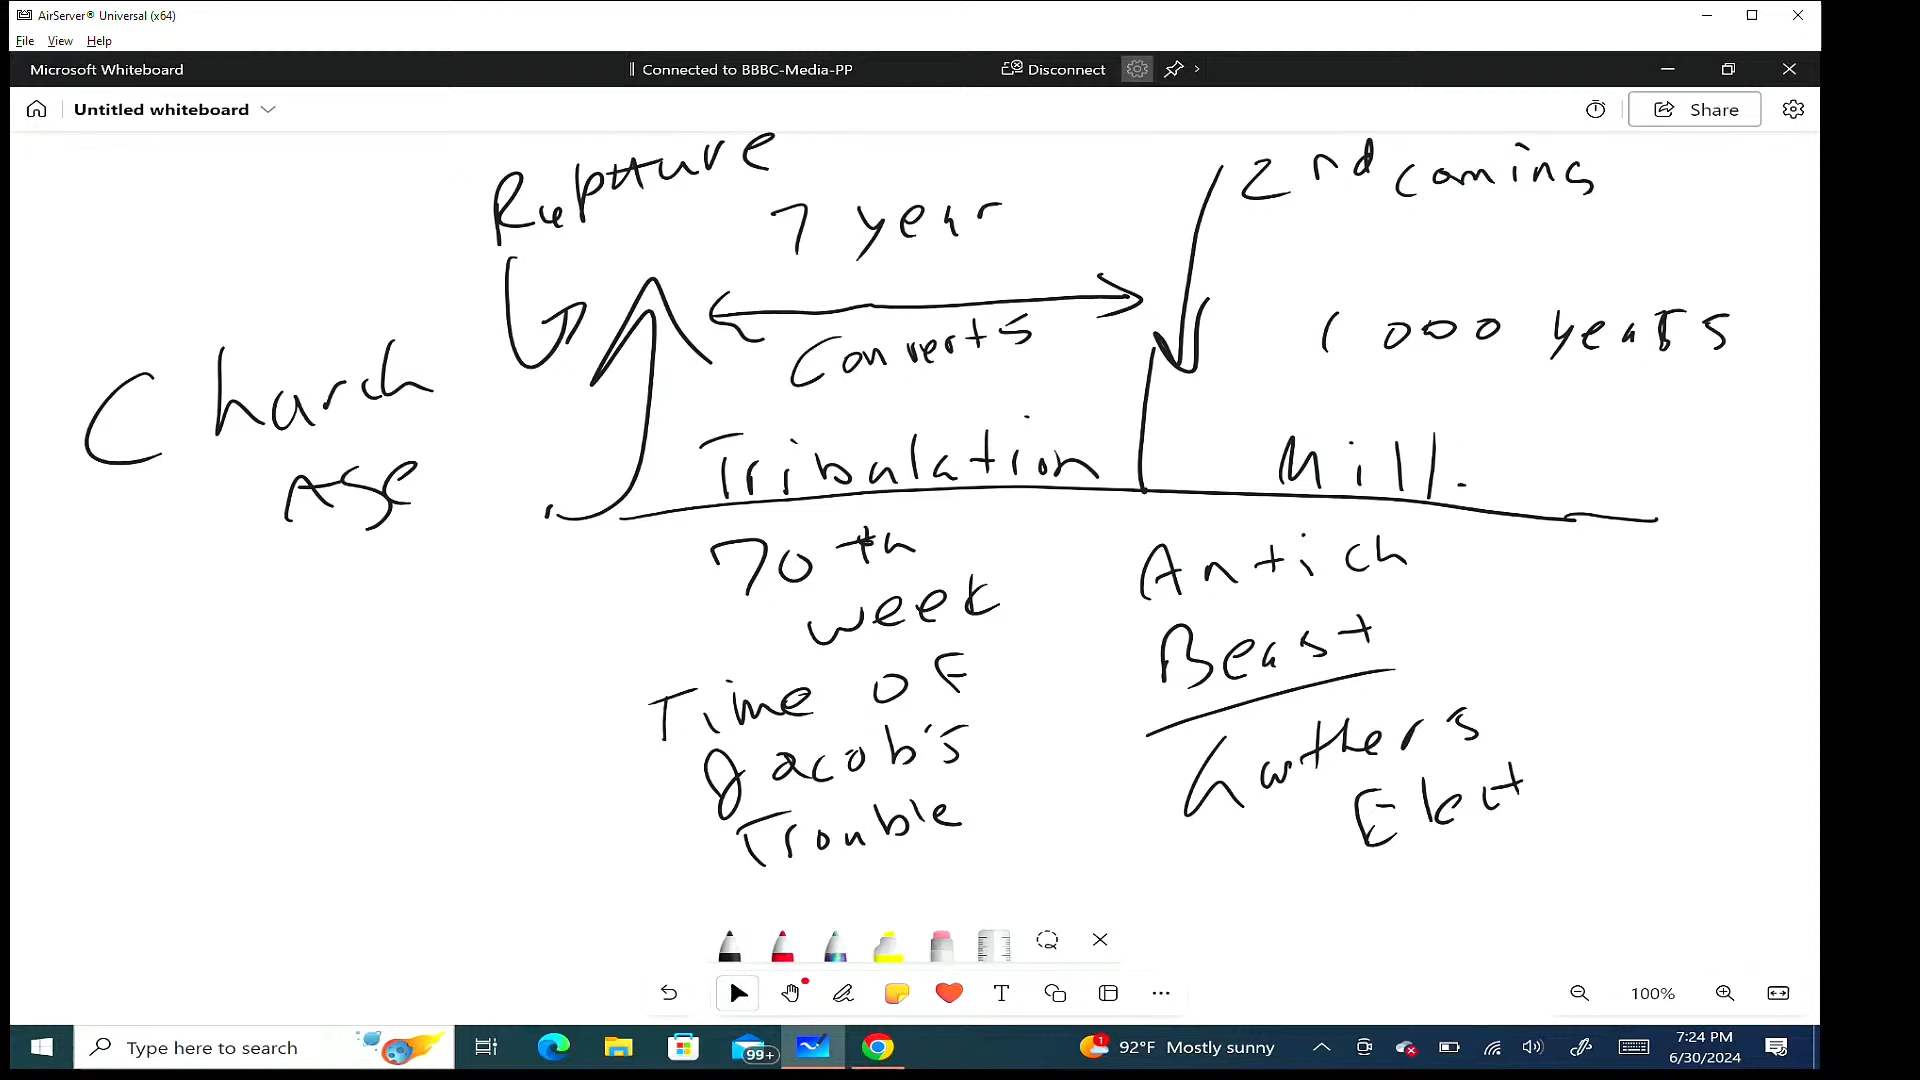 AirServer® Universal (x64)
File View Help
Microsoft Whiteboard
Connected to BBBC-Media-PP
Disconnect
Untitled whiteboard
Share
Rupture
2nd coming
7 year
Converts
1000 years
Church
Age
Tribulation
Mill.
70th
week
Antich
Beast
Time of
Jacob's
Trouble
Gathers
Elect
T
100%
Type here to search
99+
1
92°F Mostly sunny
7:24 PM
6/30/2024